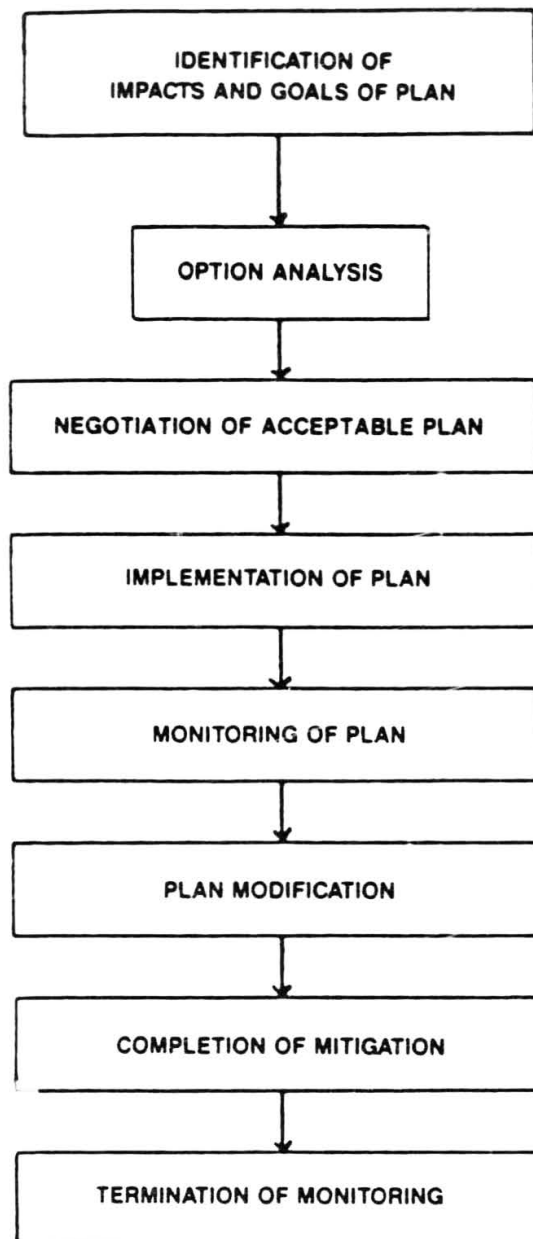 IDENTIFICATION OF
IMPACTS AND GOALS OF PLAN
OPTION ANALYSIS
NEGOTIATION OF ACCEPTABLE PLAN
IMPLEMENTATION OF PLAN
MONITORING OF PLAN
PLAN MODIFICATION
COMPLETION OF MITIGATION
TERMINATION OF MONITORING